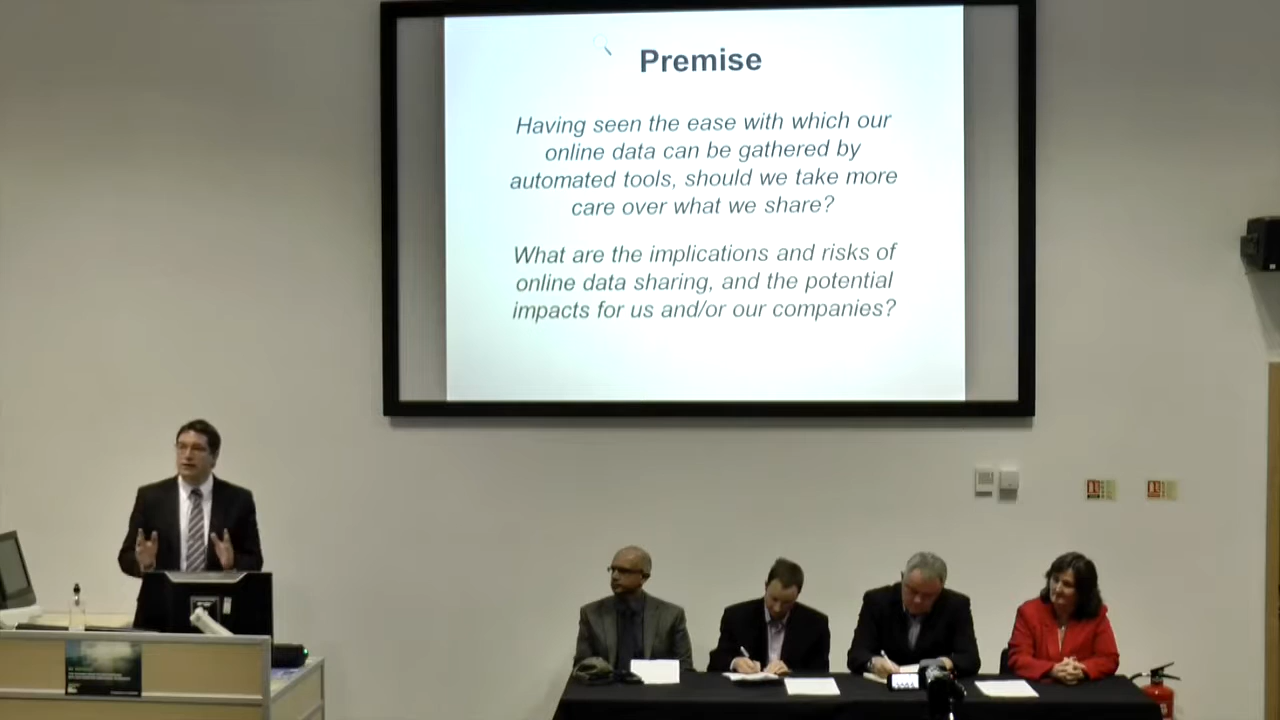 Premise
Having seen the ease with which our
online data can be gathered by
automated tools, should we take more
care over what we share?
What are the implications and risks of
online data sharing, and the potential
impacts for us and/or our companies?